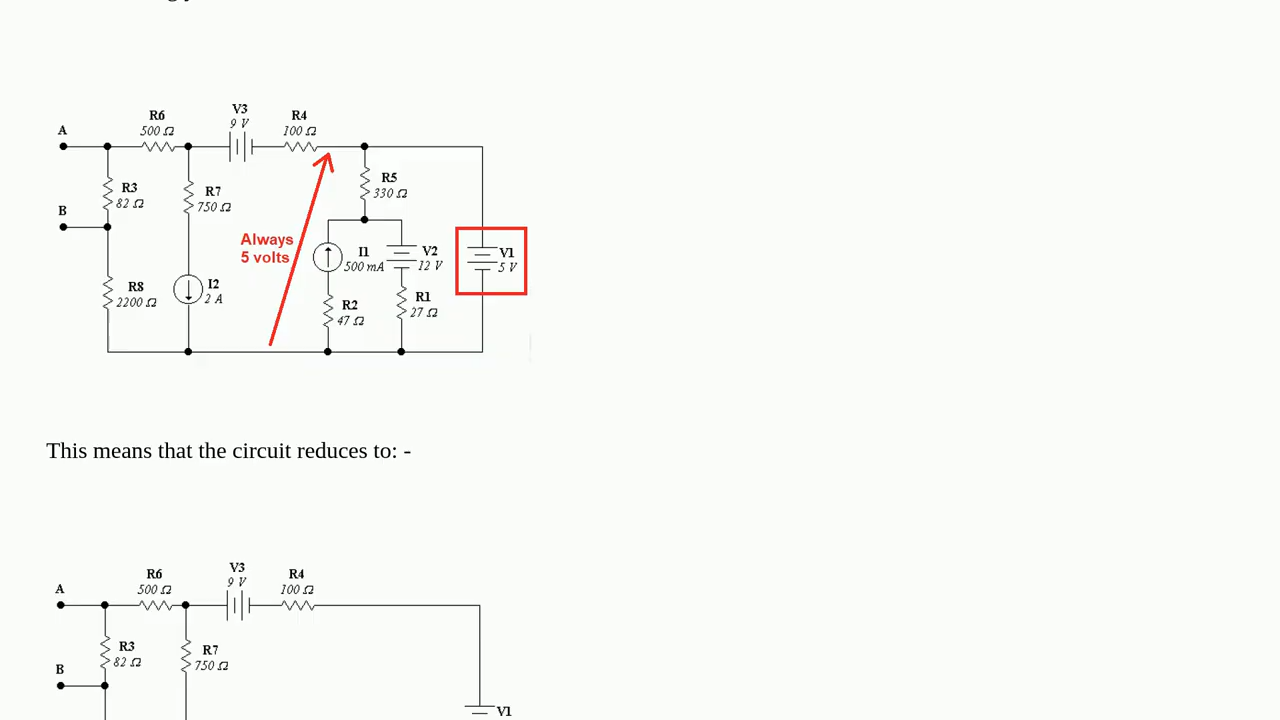 V3
R6 9 V R4
A 500 Ω 100 Ω
R3 R7 R5
82 Ω 750 Ω 330 Ω
B
Always
5 volts
I1 V2 V1
500 mA 12 V 5 V
R8 I2 R1
2200 Ω 2 A R2 27 Ω
47 Ω
This means that the circuit reduces to: -
V3
R6 9 V R4
A 500 Ω 100 Ω
R3 R7
82 Ω 750 Ω
B
V1